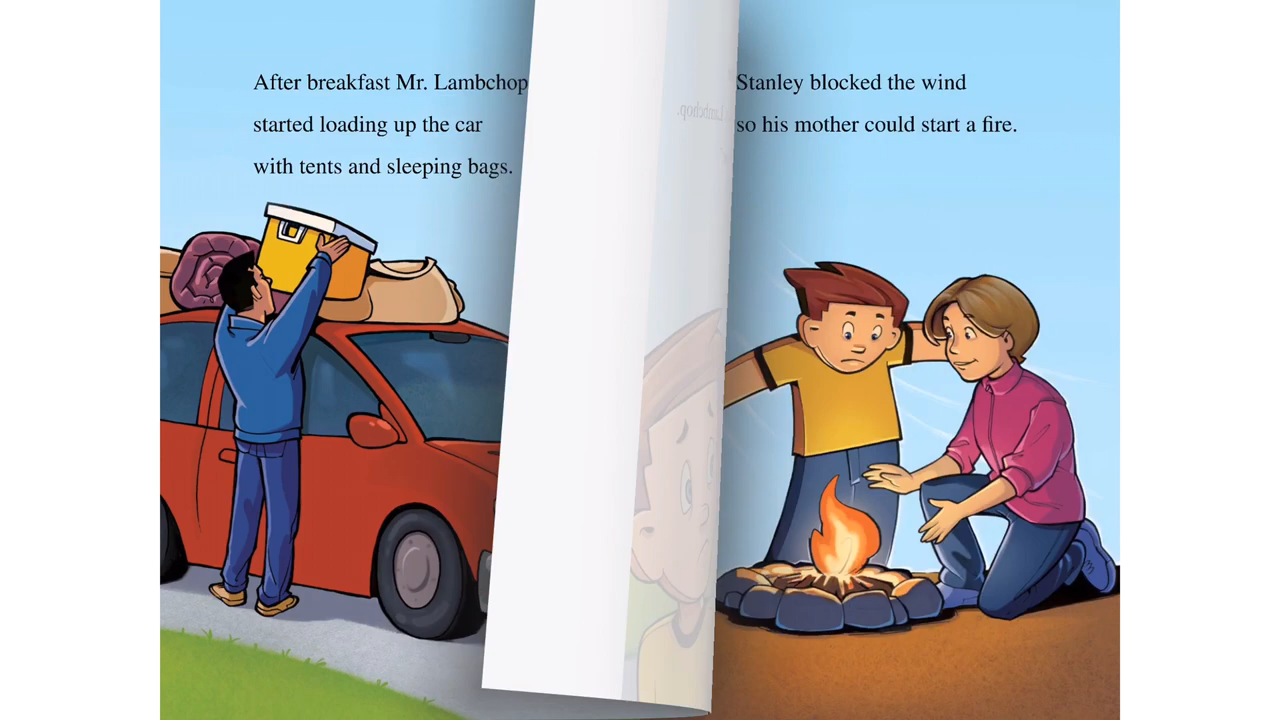 After breakfast Mr. Lambchop
started loading up the car
with tents and sleeping bags.
Lambchop.
Stanley blocked the wind
so his mother could start a fire.